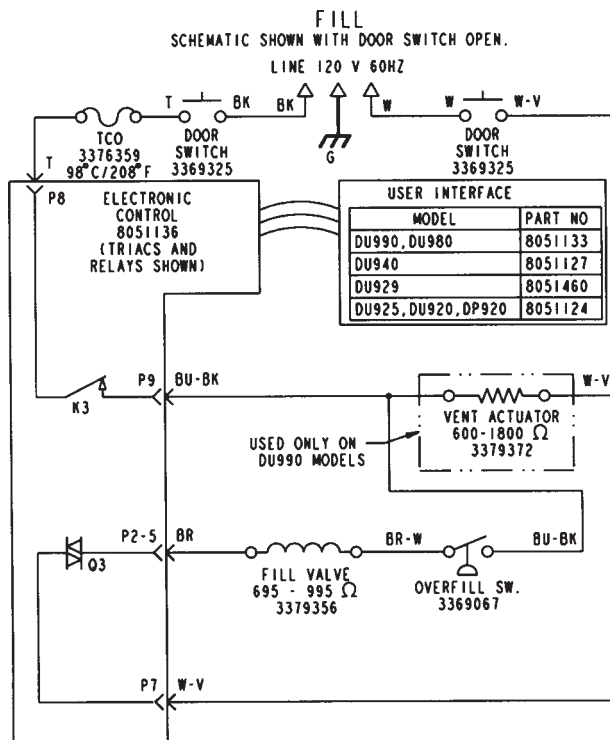 FILL
SCHEMATIC SHOWN WITH DOOR SWITCH OPEN.
LINE 120 V 60HZ
T BK BK W W W-V
TCO
3376359
98°C/208°F
DOOR
SWITCH
3369325
G
DOOR
SWITCH
3369325
T
P8
ELECTRONIC
CONTROL
8051136
(TRIACS AND
RELAYS SHOWN)
USER INTERFACE
MODEL PART NO
DU990,DU980 8051133
DU940 8051127
DU929 8051460
DU925,DU920,DP920 8051124
K3
P9 BU-BK
W-V
VENT ACTUATOR
600-1800 Ω
3379372
USED ONLY ON
DU990 MODELS
Q3
P2-5 BR
BR-W
BU-BK
FILL VALVE
695 - 995 Ω
3379356
OVERFILL SW.
3369067
P7 W-V